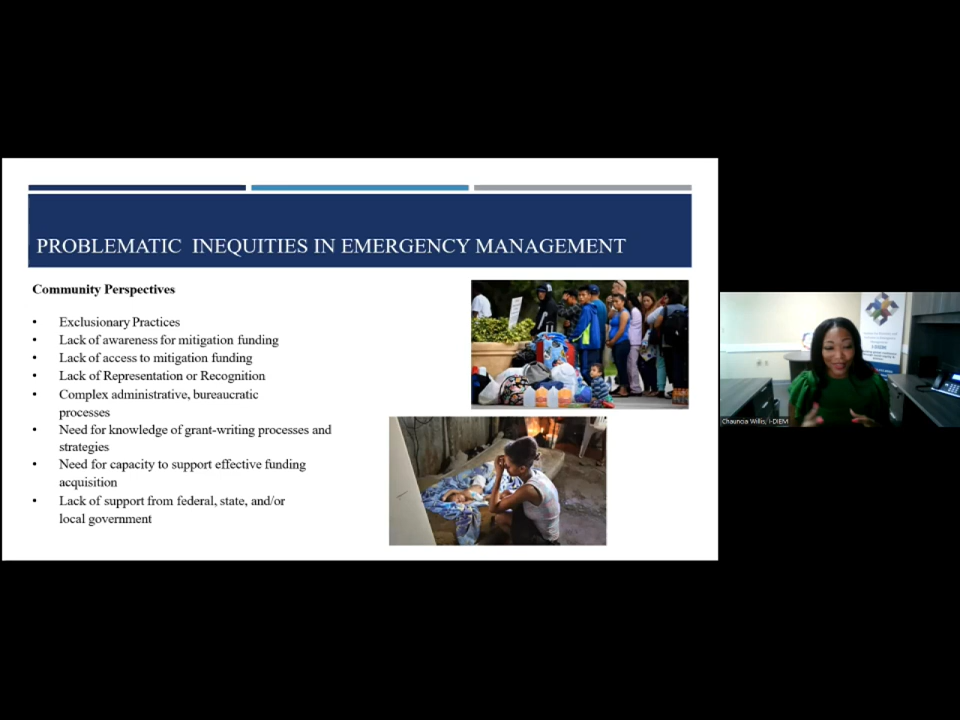 PROBLEMATIC INEQUITIES IN EMERGENCY MANAGEMENT
Community Perspectives
• Exclusionary Practices
• Lack of awareness for mitigation funding
• Lack of access to mitigation funding
• Lack of Representation or Recognition
• Complex administrative, bureaucratic
processes
• Need for knowledge of grant-writing processes and
strategies
• Need for capacity to support effective funding
acquisition
• Lack of support from federal, state, and/or
local government
Chauncia Willis, I-DIEM